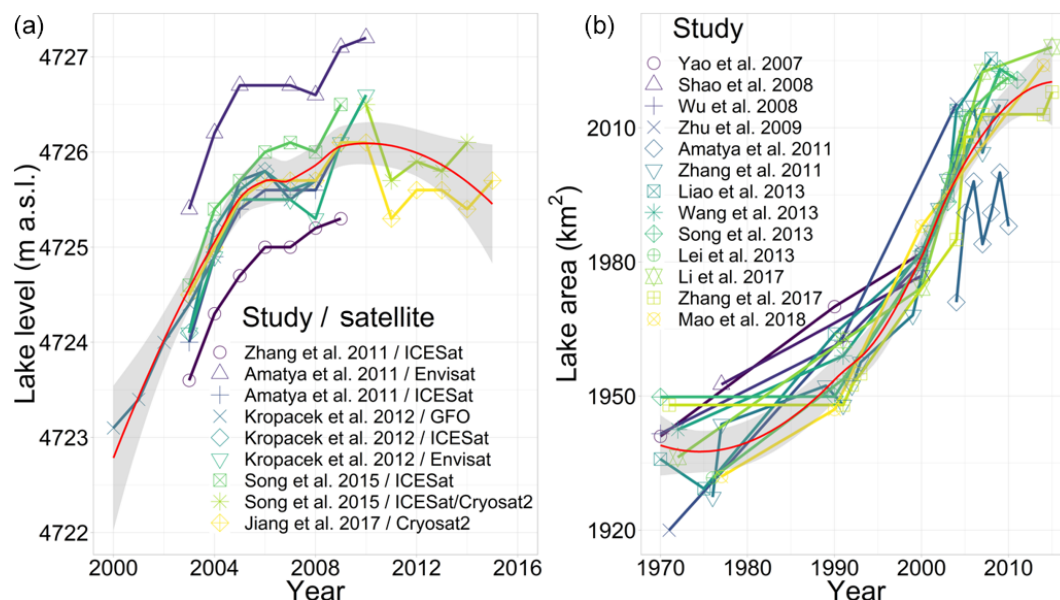 (a)
Lake level (m a.s.l.)
4727
4726
4725
4724
4723
4722
2000
2004
2008
2012
2016
Year
Study / satellite
Zhang et al. 2011 / ICESat
Amatya et al. 2011 / Envisat
Amatya et al. 2011 / ICESat
Kropacek et al. 2012 / GFO
Kropacek et al. 2012 / ICESat
Kropacek et al. 2012 / Envisat
Song et al. 2015 / ICESat
Song et al. 2015 / ICESat/Cryosat2
Jiang et al. 2017 / Cryosat2
(b)
Lake area (km²)
2010
1980
1950
1920
1970
1980
1990
2000
2010
Year
Study
Yao et al. 2007
Shao et al. 2008
Wu et al. 2008
Zhu et al. 2009
Amatya et al. 2011
Zhang et al. 2011
Liao et al. 2013
Wang et al. 2013
Song et al. 2013
Lei et al. 2013
Li et al. 2017
Zhang et al. 2017
Mao et al. 2018